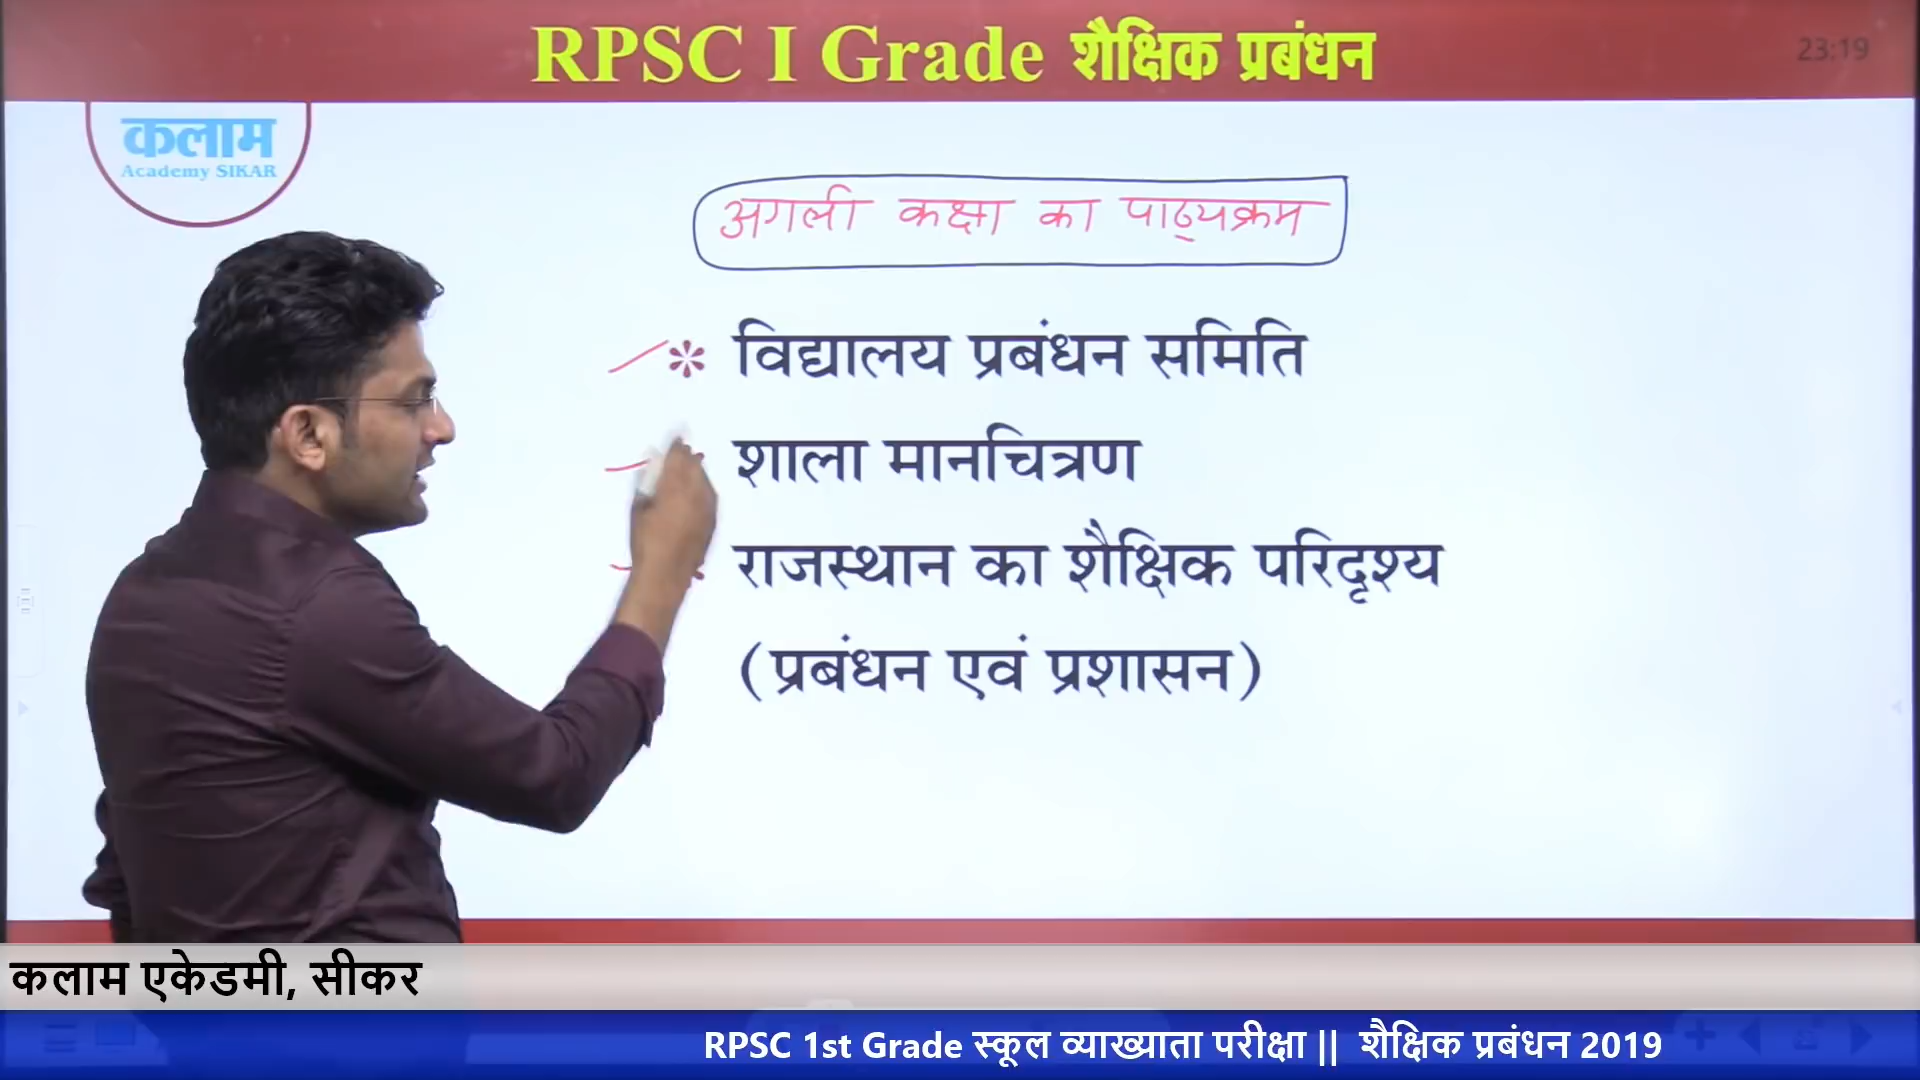 RPSC I Grade शैक्षिक प्रबंधन
23:19
कलाम
Academy SIKAR
अगली कक्षा का पाठ्यक्रम
* विद्यालय प्रबंधन समिति
शाला मानचित्रण
राजस्थान का शैक्षिक परिदृश्य
(प्रबंधन एवं प्रशासन)
कलाम एकेडमी, सीकर
RPSC 1st Grade स्कूल व्याख्याता परीक्षा || शैक्षिक प्रबंधन 2019